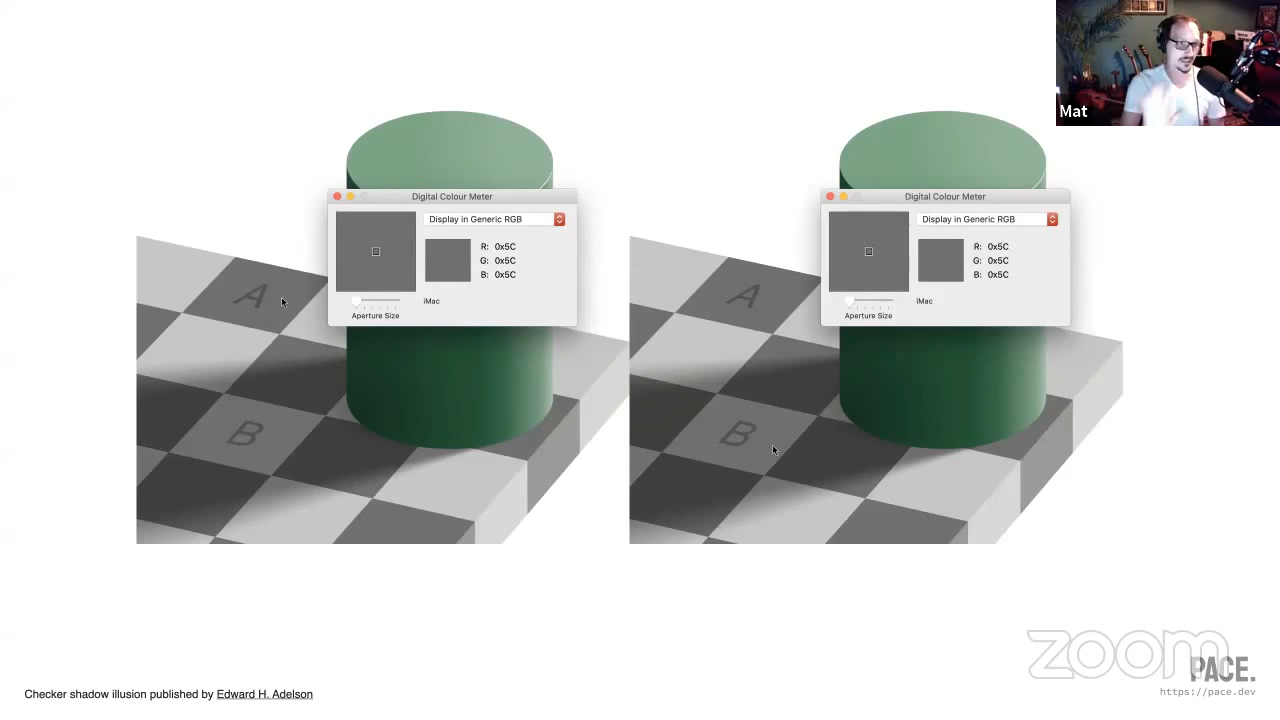 Mat
Digital Colour Meter
Display in Generic RGB
R: 0x5C
G: 0x5C
B: 0x5C
iMac
Aperture Size
A
B
Digital Colour Meter
Display in Generic RGB
R: 0x5C
G: 0x5C
B: 0x5C
iMac
Aperture Size
A
B
zoom
PACE.
https://pace.dev
Checker shadow illusion published by Edward H. Adelson